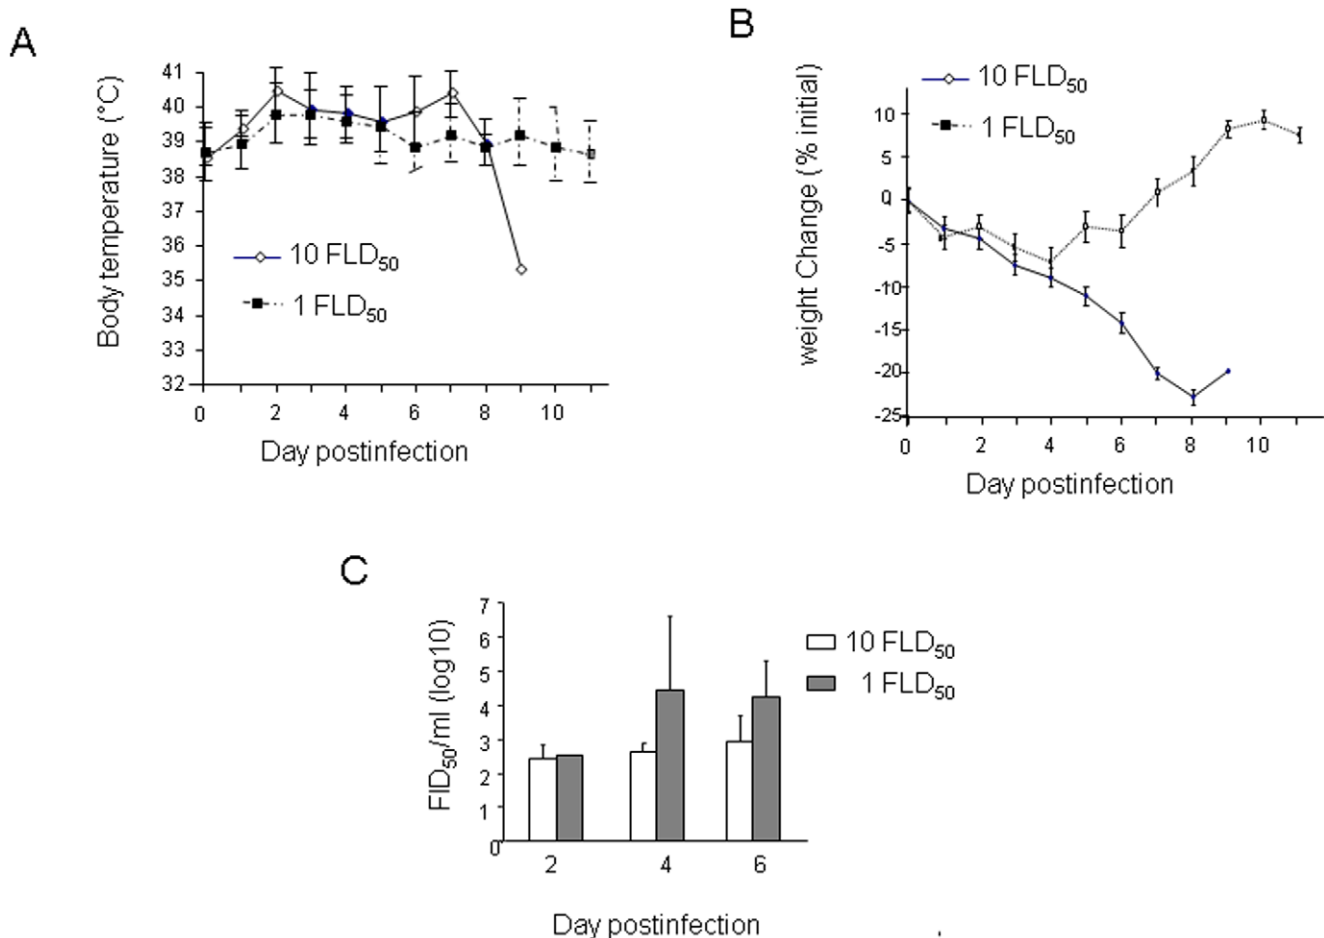 A
Body temperature (°C)
41
40
39
38
37
36
35
34
33
32
10 FLD50
1 FLD50
0 2 4 6 8 10
Day postinfection
B
weight Change (% initial)
10 FLD50
1 FLD50
10
5
0
-5
-10
-15
-20
-25
0 2 4 6 8 10
Day postinfection
C
FID50/ml (log10)
7
6
5
4
3
2
1
0
10 FLD50
1 FLD50
2 4 6
Day postinfection